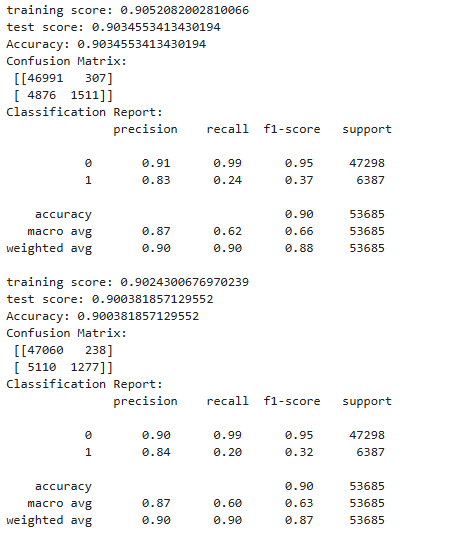 training score: 0.9052082002810066
test score: 0.9034553413430194
Accuracy: 0.9034553413430194
Confusion Matrix:
[[46991 307]
[ 4876 1511]]
Classification Report:
precision recall f1-score support
0 0.91 0.99 0.95 47298
1 0.83 0.24 0.37 6387
accuracy 0.90 53685
macro avg 0.87 0.62 0.66 53685
weighted avg 0.90 0.90 0.88 53685
training score: 0.9024300676970239
test score: 0.900381857129552
Accuracy: 0.900381857129552
Confusion Matrix:
[[47060 238]
[ 5110 1277]]
Classification Report:
precision recall f1-score support
0 0.90 0.99 0.95 47298
1 0.84 0.20 0.32 6387
accuracy 0.90 53685
macro avg 0.87 0.60 0.63 53685
weighted avg 0.90 0.90 0.87 53685